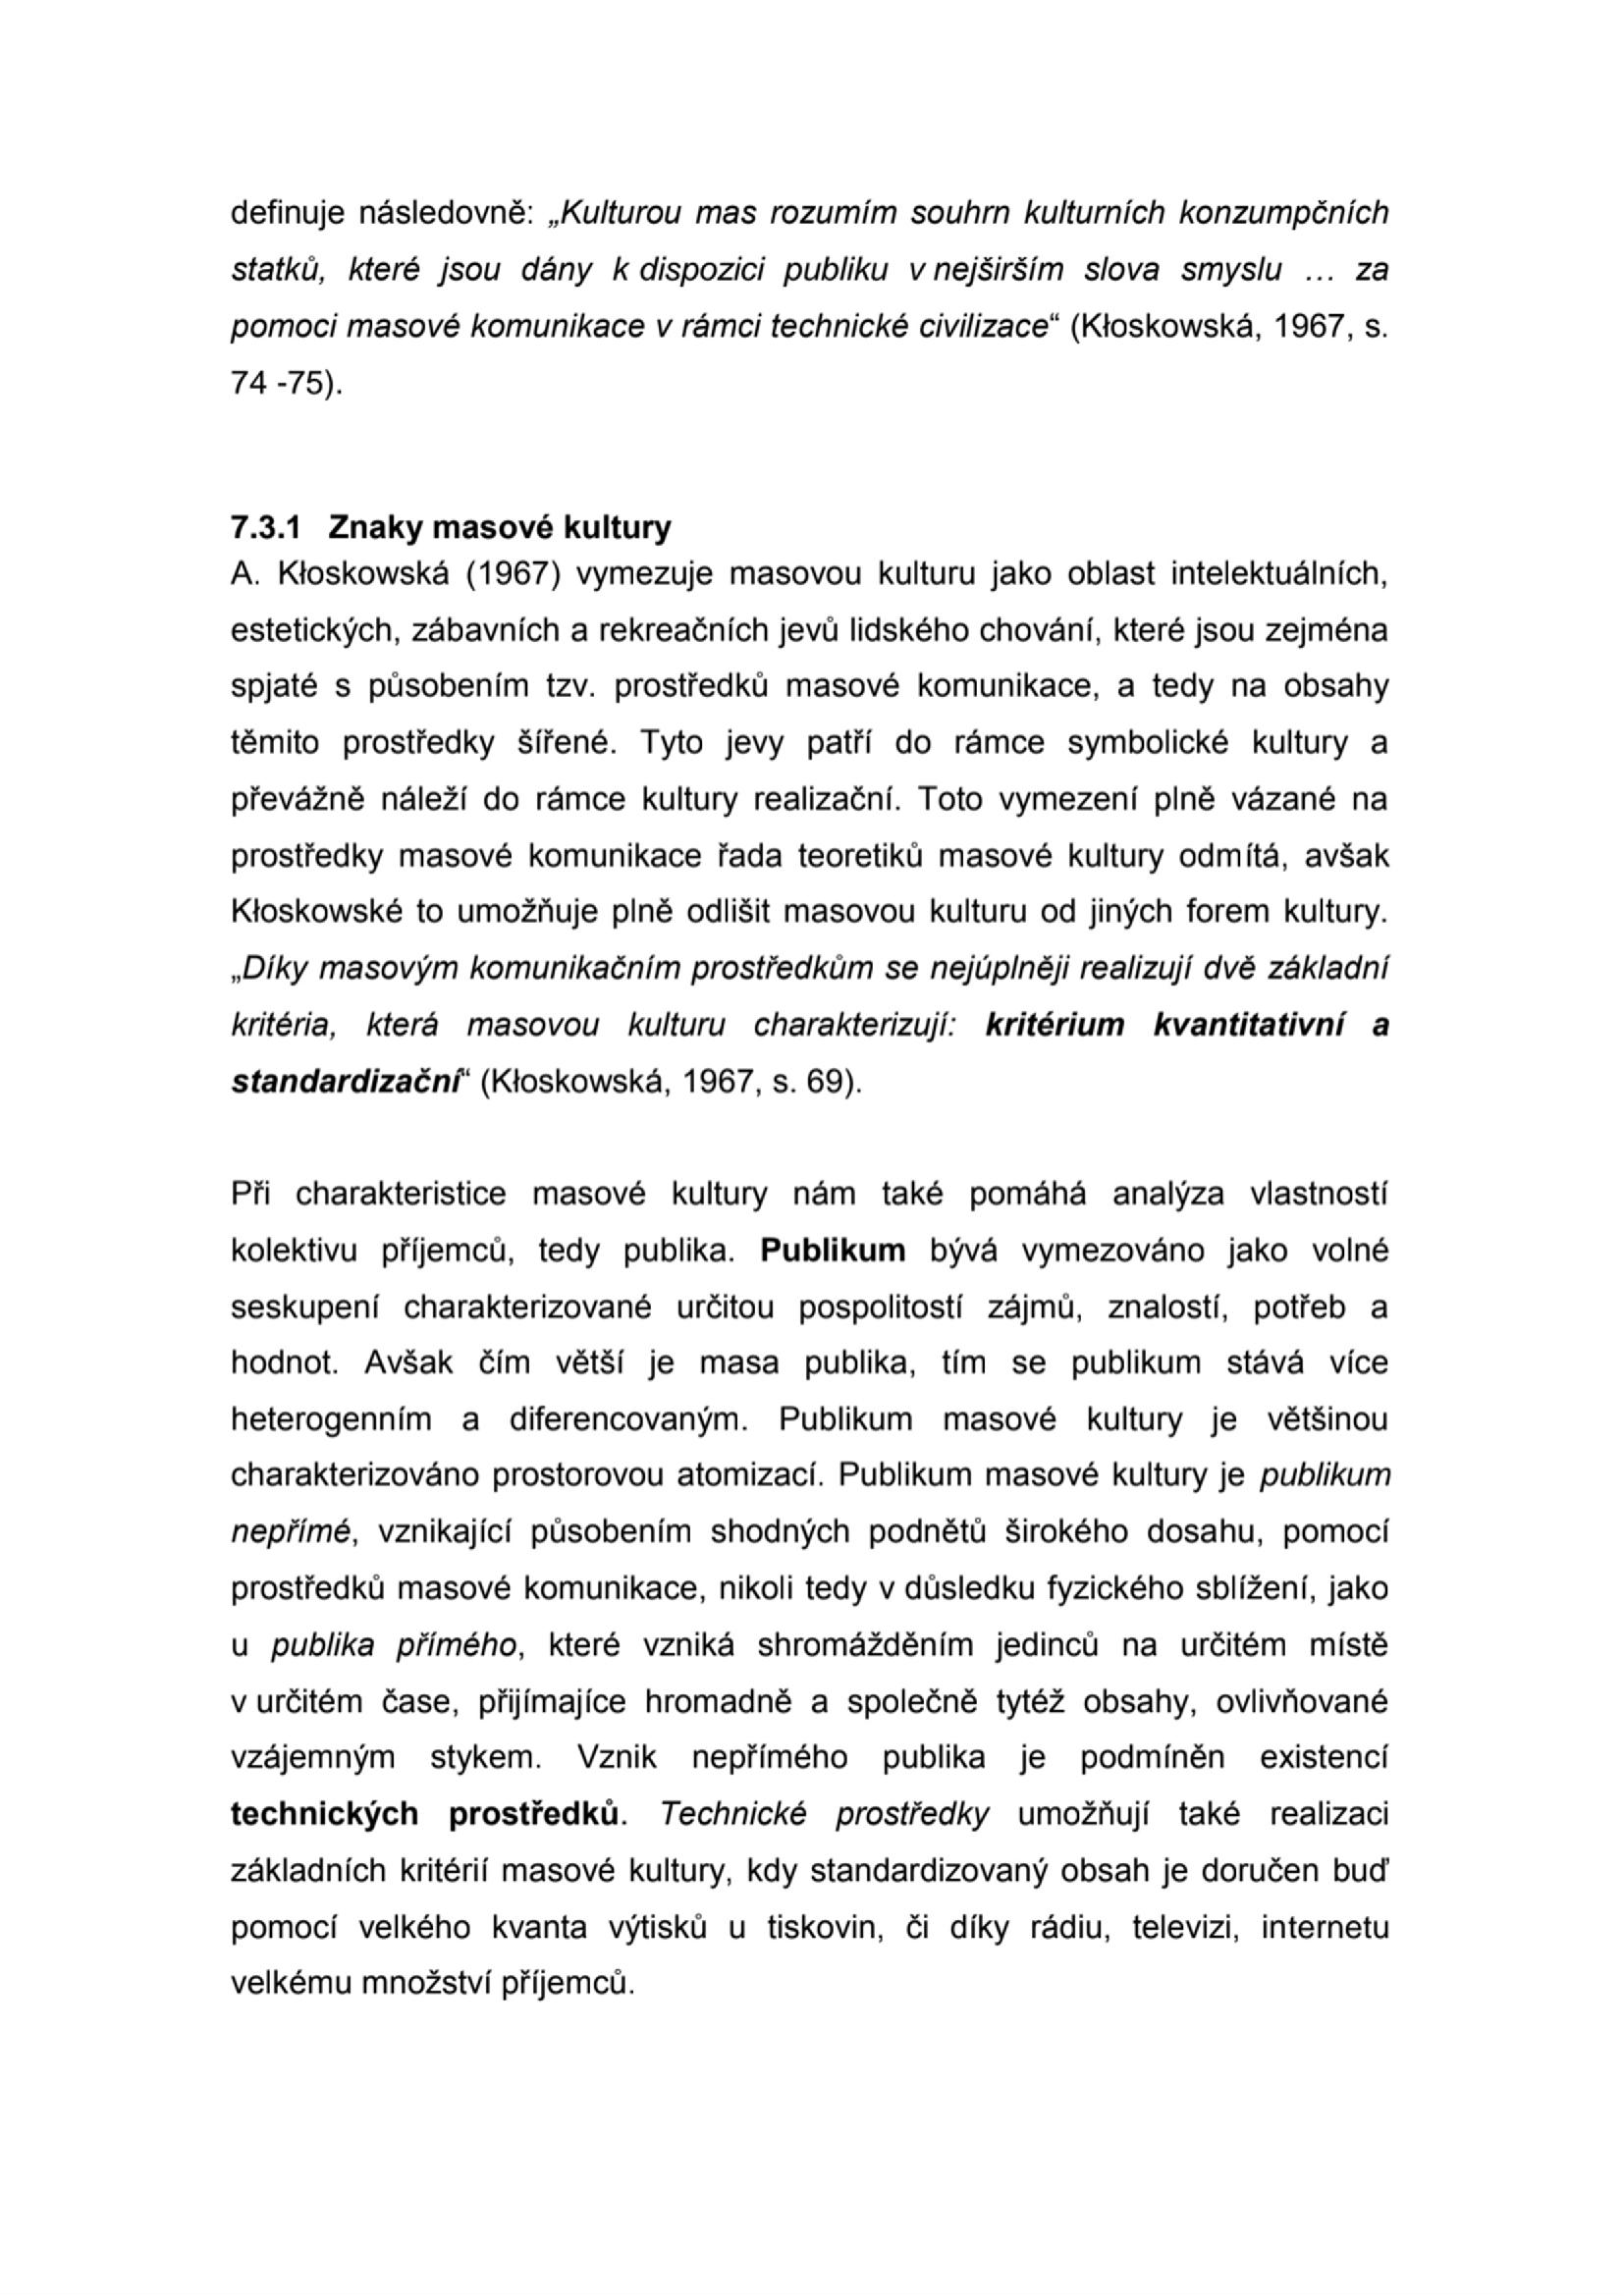 definuje následovně: „Kulturou mas rozumím souhrn kulturních konzumpčních
statků, které jsou dány k dispozici publiku v nejširším slova smyslu … za
pomoci masové komunikace v rámci technické civilizace“ (Kłoskowská, 1967, s.
74 -75).
7.3.1 Znaky masové kultury
A. Kłoskowská (1967) vymezuje masovou kulturu jako oblast intelektuálních,
estetických, zábavních a rekreačních jevů lidského chování, které jsou zejména
spjaté s působením tzv. prostředků masové komunikace, a tedy na obsahy
těmito prostředky šířené. Tyto jevy patří do rámce symbolické kultury a
převážně náleží do rámce kultury realizační. Toto vymezení plně vázané na
prostředky masové komunikace řada teoretiků masové kultury odmítá, avšak
Kłoskowské to umožňuje plně odlišit masovou kulturu od jiných forem kultury.
„Díky masovým komunikačním prostředkům se nejúplněji realizují dvě základní
kritéria, která masovou kulturu charakterizují: kritérium kvantitativní a
standardizační“ (Kłoskowská, 1967, s. 69).
Při charakteristice masové kultury nám také pomáhá analýza vlastností
kolektivu příjemců, tedy publika. Publikum bývá vymezováno jako volné
seskupení charakterizované určitou pospolitostí zájmů, znalostí, potřeb a
hodnot. Avšak čím větší je masa publika, tím se publikum stává více
heterogenním a diferencovaným. Publikum masové kultury je většinou
charakterizováno prostorovou atomizací. Publikum masové kultury je publikum
nepřímé, vznikající působením shodných podnětů širokého dosahu, pomocí
prostředků masové komunikace, nikoli tedy v důsledku fyzického sblížení, jako
u publika přímého, které vzniká shromážděním jedinců na určitém místě
v určitém čase, přijímajíce hromadně a společně tytéž obsahy, ovlivňované
vzájemným stykem. Vznik nepřímého publika je podmíněn existencí
technických prostředků. Technické prostředky umožňují také realizaci
základních kritérií masové kultury, kdy standardizovaný obsah je doručen buď
pomocí velkého kvanta výtisků u tiskovin, či díky rádiu, televizi, internetu
velkému množství příjemců.